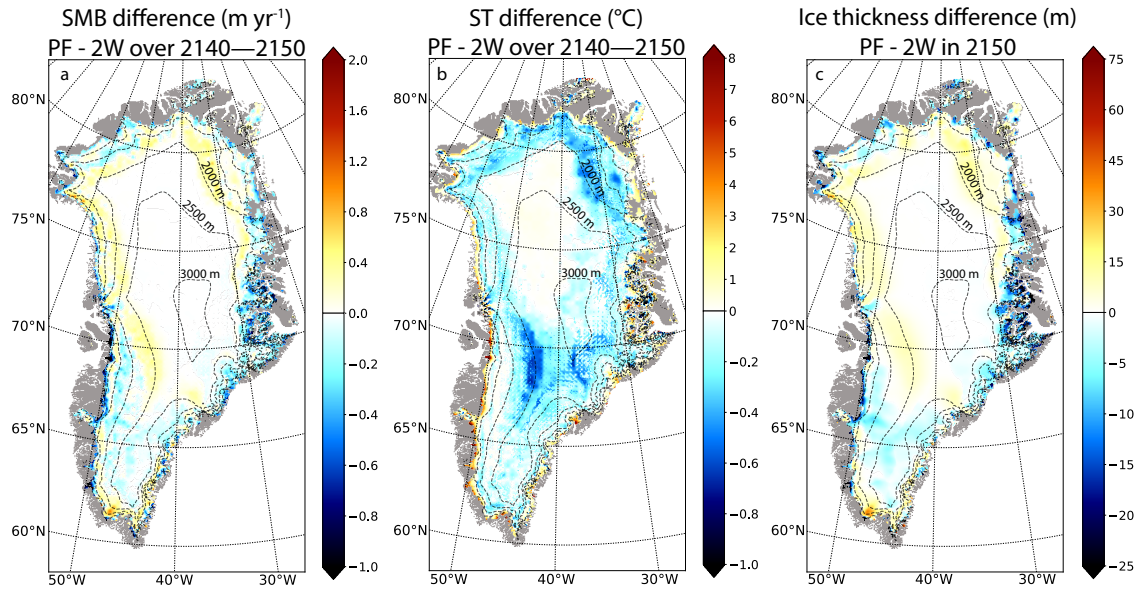 SMB difference (m yr⁻¹)
PF - 2W over 2140—2150
ST difference (°C)
PF - 2W over 2140—2150
Ice thickness difference (m)
PF - 2W in 2150
a
80°N
75°N
70°N
65°N
60°N
50°W
40°W
30°W
2000 m
2500 m
3000 m
2.0
1.6
1.2
0.8
0.4
0.0
−0.2
−0.4
−0.6
−0.8
−1.0
b
80°N
75°N
70°N
65°N
60°N
50°W
40°W
30°W
2000 m
2500 m
3000 m
8
7
6
5
4
3
2
1
0
−0.2
−0.4
−0.6
−0.8
−1.0
c
80°N
75°N
70°N
65°N
60°N
50°W
40°W
30°W
2000 m
2500 m
3000 m
75
60
45
30
15
0
−5
−10
−15
−20
−25